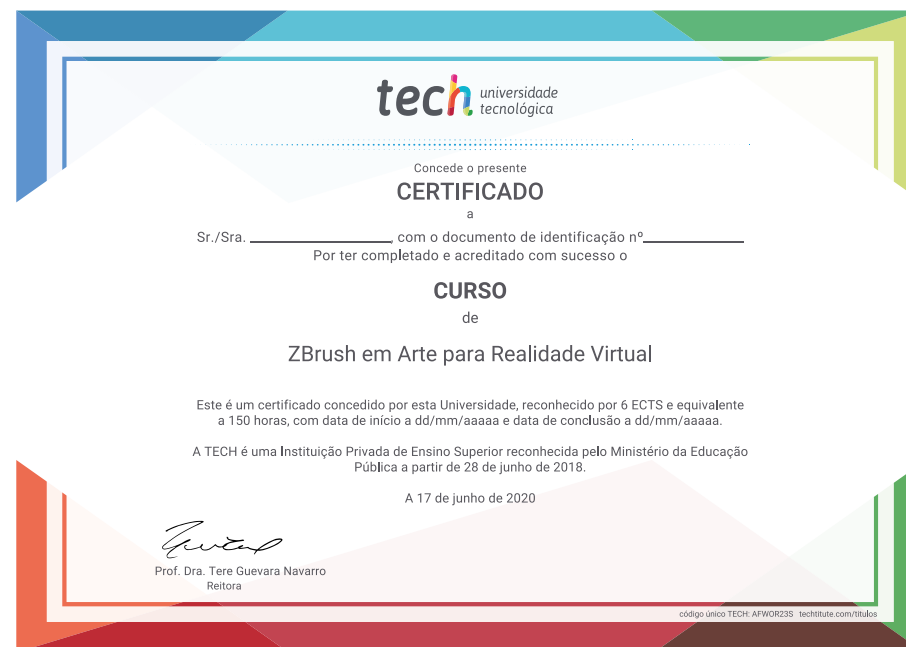 tech universidade
tecnológica
Concede o presente
CERTIFICADO
a
Sr./Sra. ____________, com o documento de identificação nº____________
Por ter completado e acreditado com sucesso o
CURSO
de
ZBrush em Arte para Realidade Virtual
Este é um certificado concedido por esta Universidade, reconhecido por 6 ECTS e equivalente
a 150 horas, com data de início a dd/mm/aaaaa e data de conclusão a dd/mm/aaaaa.
A TECH é uma Instituição Privada de Ensino Superior reconhecida pelo Ministério da Educação
Pública a partir de 28 de junho de 2018.
A 17 de junho de 2020
Prof. Dra. Tere Guevara Navarro
Reitora
código único TECH: AFWOR23S techtitute.com/titulos